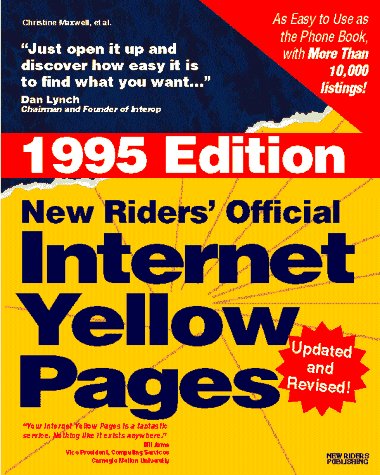 Christine Maxwell, et al.
"Just open it up and
discover how easy it is
to find what you want..."
Dan Lynch
Chairman and Founder of Interop
As Easy to Use as
the Phone Book,
with More Than
10,000
listings!
1995 Edition
New Riders' Official
Internet
Yellow
Pages
Updated
and
Revised!
"Your Internet Yellow Pages is a fantastic
service. Nothing like it exists anywhere."
Bill Arms
Vice President, Computing Services
Carnegie Mellon University
NEW RIDERS
PUBLISHING